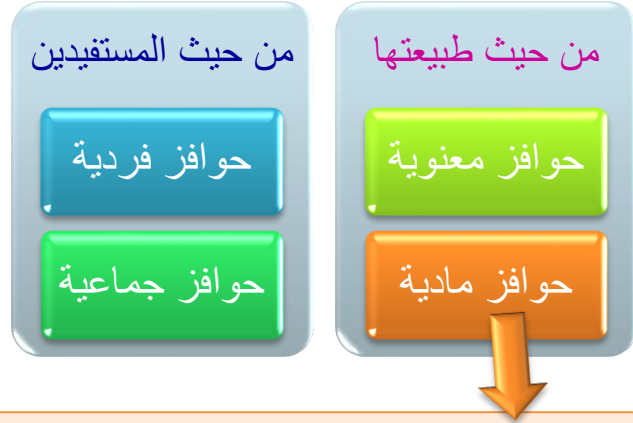 من حيث طبيعتها
حوافز معنوية
حوافز مادية
من حيث المستفيدين
حوافز فردية
حوافز جماعية